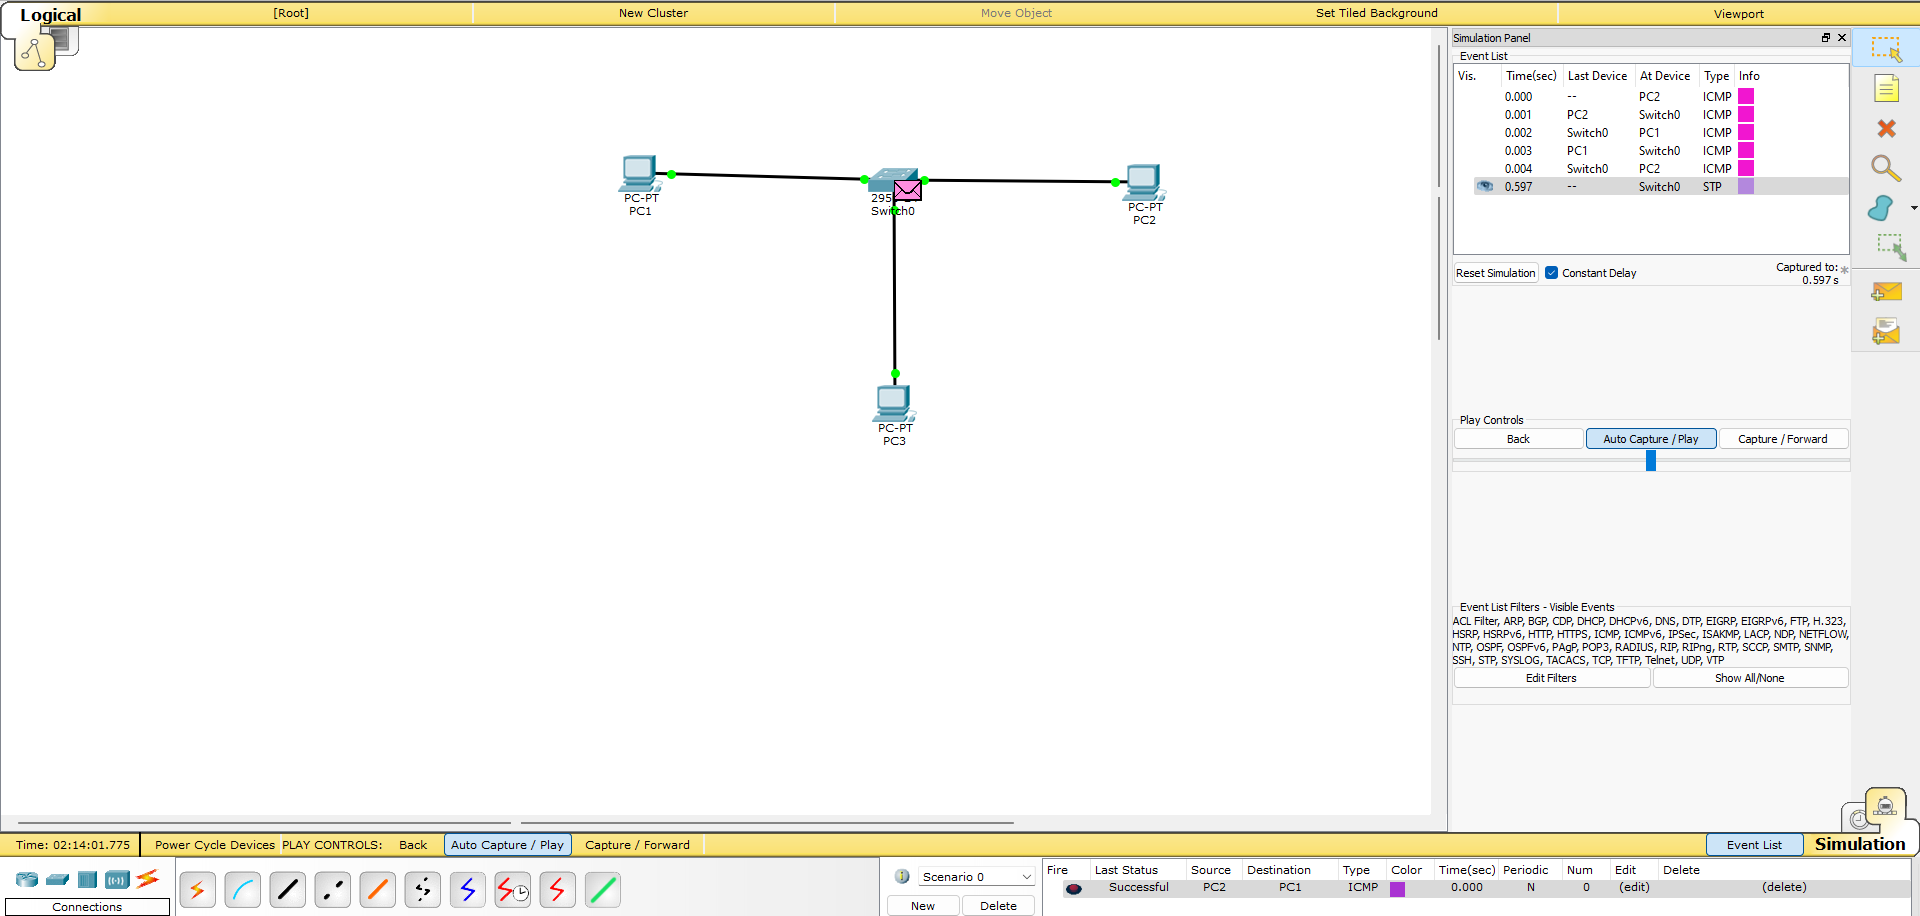 Logical
[Root]
New Cluster
Move Object
Set Tiled Background
Viewport
PC-PT
PC1
295
Switch0
PC-PT
PC2
PC-PT
PC3
Simulation Panel
Event List
Vis. Time(sec) Last Device At Device Type Info
0.000 -- PC2 ICMP
0.001 PC2 Switch0 ICMP
0.002 Switch0 PC1 ICMP
0.003 PC1 Switch0 ICMP
0.004 Switch0 PC2 ICMP
0.597 -- Switch0 STP
Reset Simulation Constant Delay Captured to: *
0.597 s
Play Controls
Back Auto Capture / Play Capture / Forward
Event List Filters - Visible Events
ACL Filter, ARP, BGP, CDP, DHCP, DHCPv6, DNS, DTP, EIGRP, EIGRPv6, FTP, H.323,
HSRP, HSRPv6, HTTP, HTTPS, ICMP, ICMPv6, IPSec, ISAKMP, LACP, NDP, NETFLOW,
NTP, OSPF, OSPFv6, PAgP, POP3, RADIUS, RIP, RIPng, RTP, SCCP, SMTP, SNMP,
SSH, STP, SYSLOG, TACACS, TCP, TFTP, Telnet, UDP, VTP
Edit Filters Show All/None
Time: 02:14:01.775 Power Cycle Devices PLAY CONTROLS: Back Auto Capture / Play Capture / Forward Event List Simulation
Connections
Scenario 0
New Delete
Fire Last Status Source Destination Type Color Time(sec) Periodic Num Edit Delete
Successful PC2 PC1 ICMP 0.000 N 0 (edit) (delete)